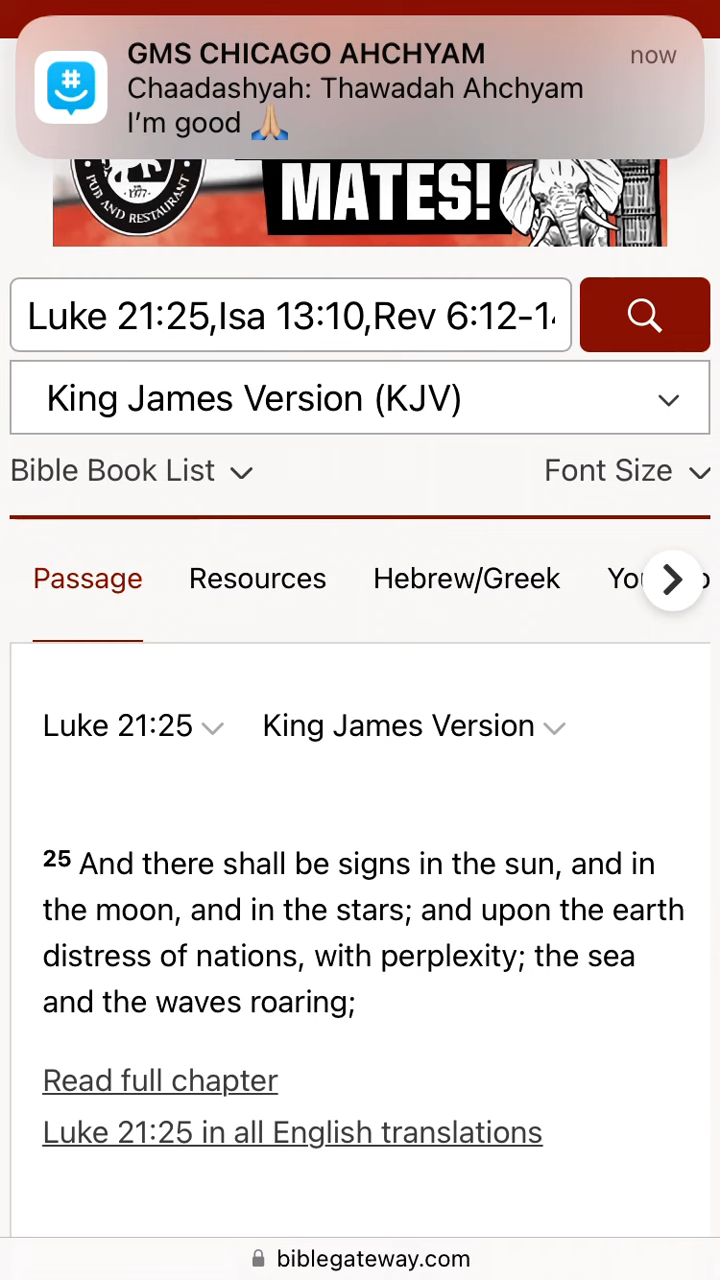 GMS CHICAGO AHCHYAM now
Chaadashyah: Thawadah Ahchyam
I’m good 🙏🏼
MATES!
1977
PUB AND RESTAURANT
Luke 21:25,Isa 13:10,Rev 6:12-1
King James Version (KJV)
Bible Book List Font Size
Passage Resources Hebrew/Greek
Luke 21:25 King James Version
25 And there shall be signs in the sun, and in
the moon, and in the stars; and upon the earth
distress of nations, with perplexity; the sea
and the waves roaring;
Read full chapter
Luke 21:25 in all English translations
biblegateway.com